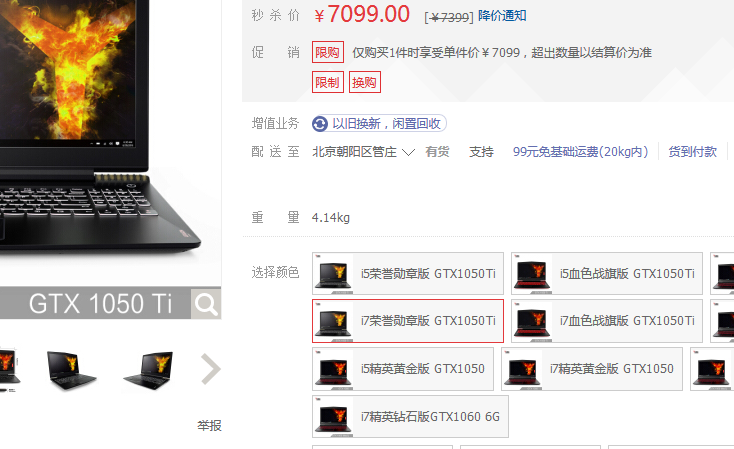 秒杀价 ￥7099.00 [￥7399] 降价通知
促销 限购 仅购买1件时享受单件价￥7099，超出数量以结算价为准
限制 换购
增值业务 以旧换新，闲置回收
配送至 北京朝阳区管庄 有货 支持 99元免基础运费(20kg内) 货到付款
重量 4.14kg
选择颜色 i5荣誉勋章版 GTX1050Ti i5血色战旗版 GTX1050Ti
GTX 1050 Ti
i7荣誉勋章版 GTX1050Ti i7血色战旗版 GTX1050Ti
i5精英黄金版 GTX1050 i7精英黄金版 GTX1050
i7精英钻石版GTX1060 6G
举报